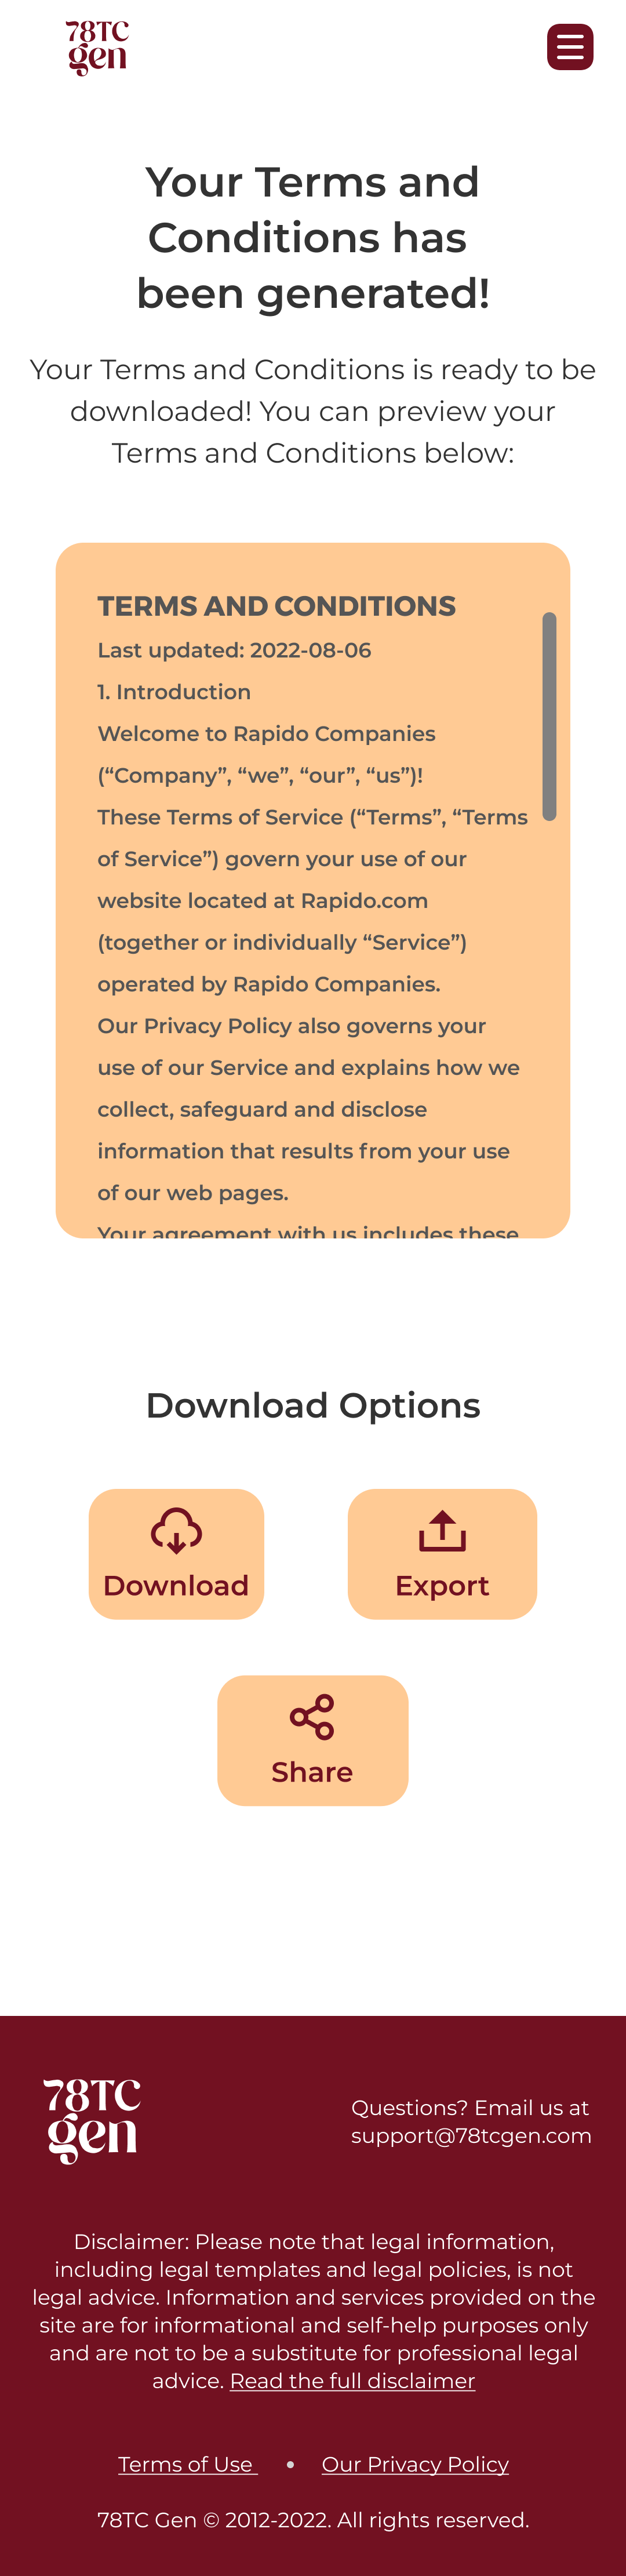 78TC
gen
Your Terms and
Conditions has
been generated!
Your Terms and Conditions is ready to be
downloaded! You can preview your
Terms and Conditions below:
TERMS AND CONDITIONS
Last updated: 2022-08-06
1. Introduction
Welcome to Rapido Companies
(“Company”, “we”, “our”, “us”)!
These Terms of Service (“Terms”, “Terms
of Service”) govern your use of our
website located at Rapido.com
(together or individually “Service”)
operated by Rapido Companies.
Our Privacy Policy also governs your
use of our Service and explains how we
collect, safeguard and disclose
information that results from your use
of our web pages.
Your agreement with us includes these
Download Options
Download
Export
Share
78TC
gen
Questions? Email us at
support@78tcgen.com
Disclaimer: Please note that legal information,
including legal templates and legal policies, is not
legal advice. Information and services provided on the
site are for informational and self-help purposes only
and are not to be a substitute for professional legal
advice. Read the full disclaimer
Terms of Use • Our Privacy Policy
78TC Gen © 2012-2022. All rights reserved.